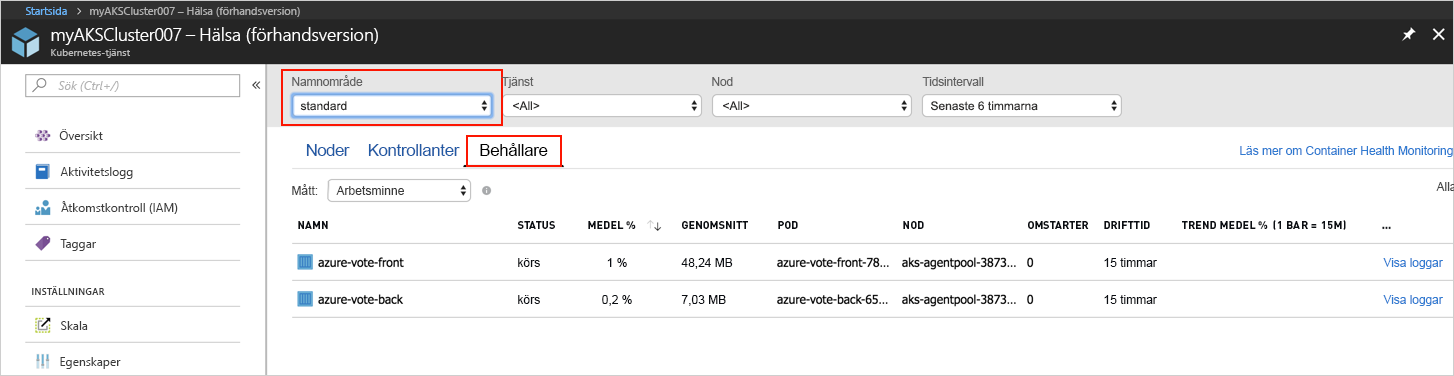 Startsida > myAKSCluster007 – Hälsa (förhandsversion)
myAKSCluster007 – Hälsa (förhandsversion)
Kubernetes-tjänst
Sök (Ctrl+/)
Översikt
Aktivitetslogg
Åtkomstkontroll (IAM)
Taggar
INSTÄLLNINGAR
Skala
Egenskaper
Namnområde Tjänst Nod Tidsintervall
standard <All> <All> Senaste 6 timmarna
Noder Kontrollanter Behållare Läs mer om Container Health Monitoring
Mått: Arbetsminne Alla
NAMN STATUS MEDEL % GENOMSNITT POD NOD OMSTARTER DRIFTTID TREND MEDEL % (1 BAR = 15M) ...
azure-vote-front körs 1 % 48,24 MB azure-vote-front-78... aks-agentpool-3873... 0 15 timmar Visa loggar
azure-vote-back körs 0,2 % 7,03 MB azure-vote-back-65... aks-agentpool-3873... 0 15 timmar Visa loggar